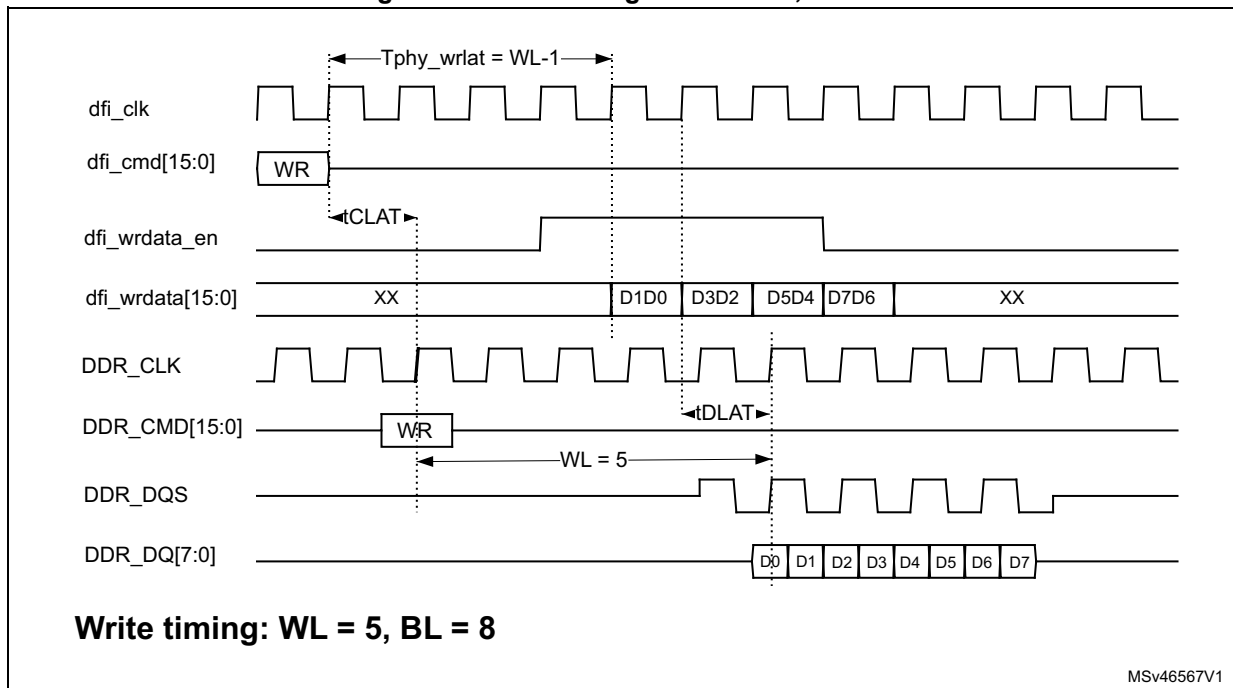 Tphy_wrlat = WL-1
dfi_clk
dfi_cmd[15:0] WR
tCLAT
dfi_wrdata_en
dfi_wrdata[15:0] XX D1D0 D3D2 D5D4 D7D6 XX
DDR_CLK
tDLAT
DDR_CMD[15:0] WR
WL = 5
DDR_DQS
DDR_DQ[7:0] D0 D1 D2 D3 D4 D5 D6 D7
Write timing: WL = 5, BL = 8
MSv46567V1